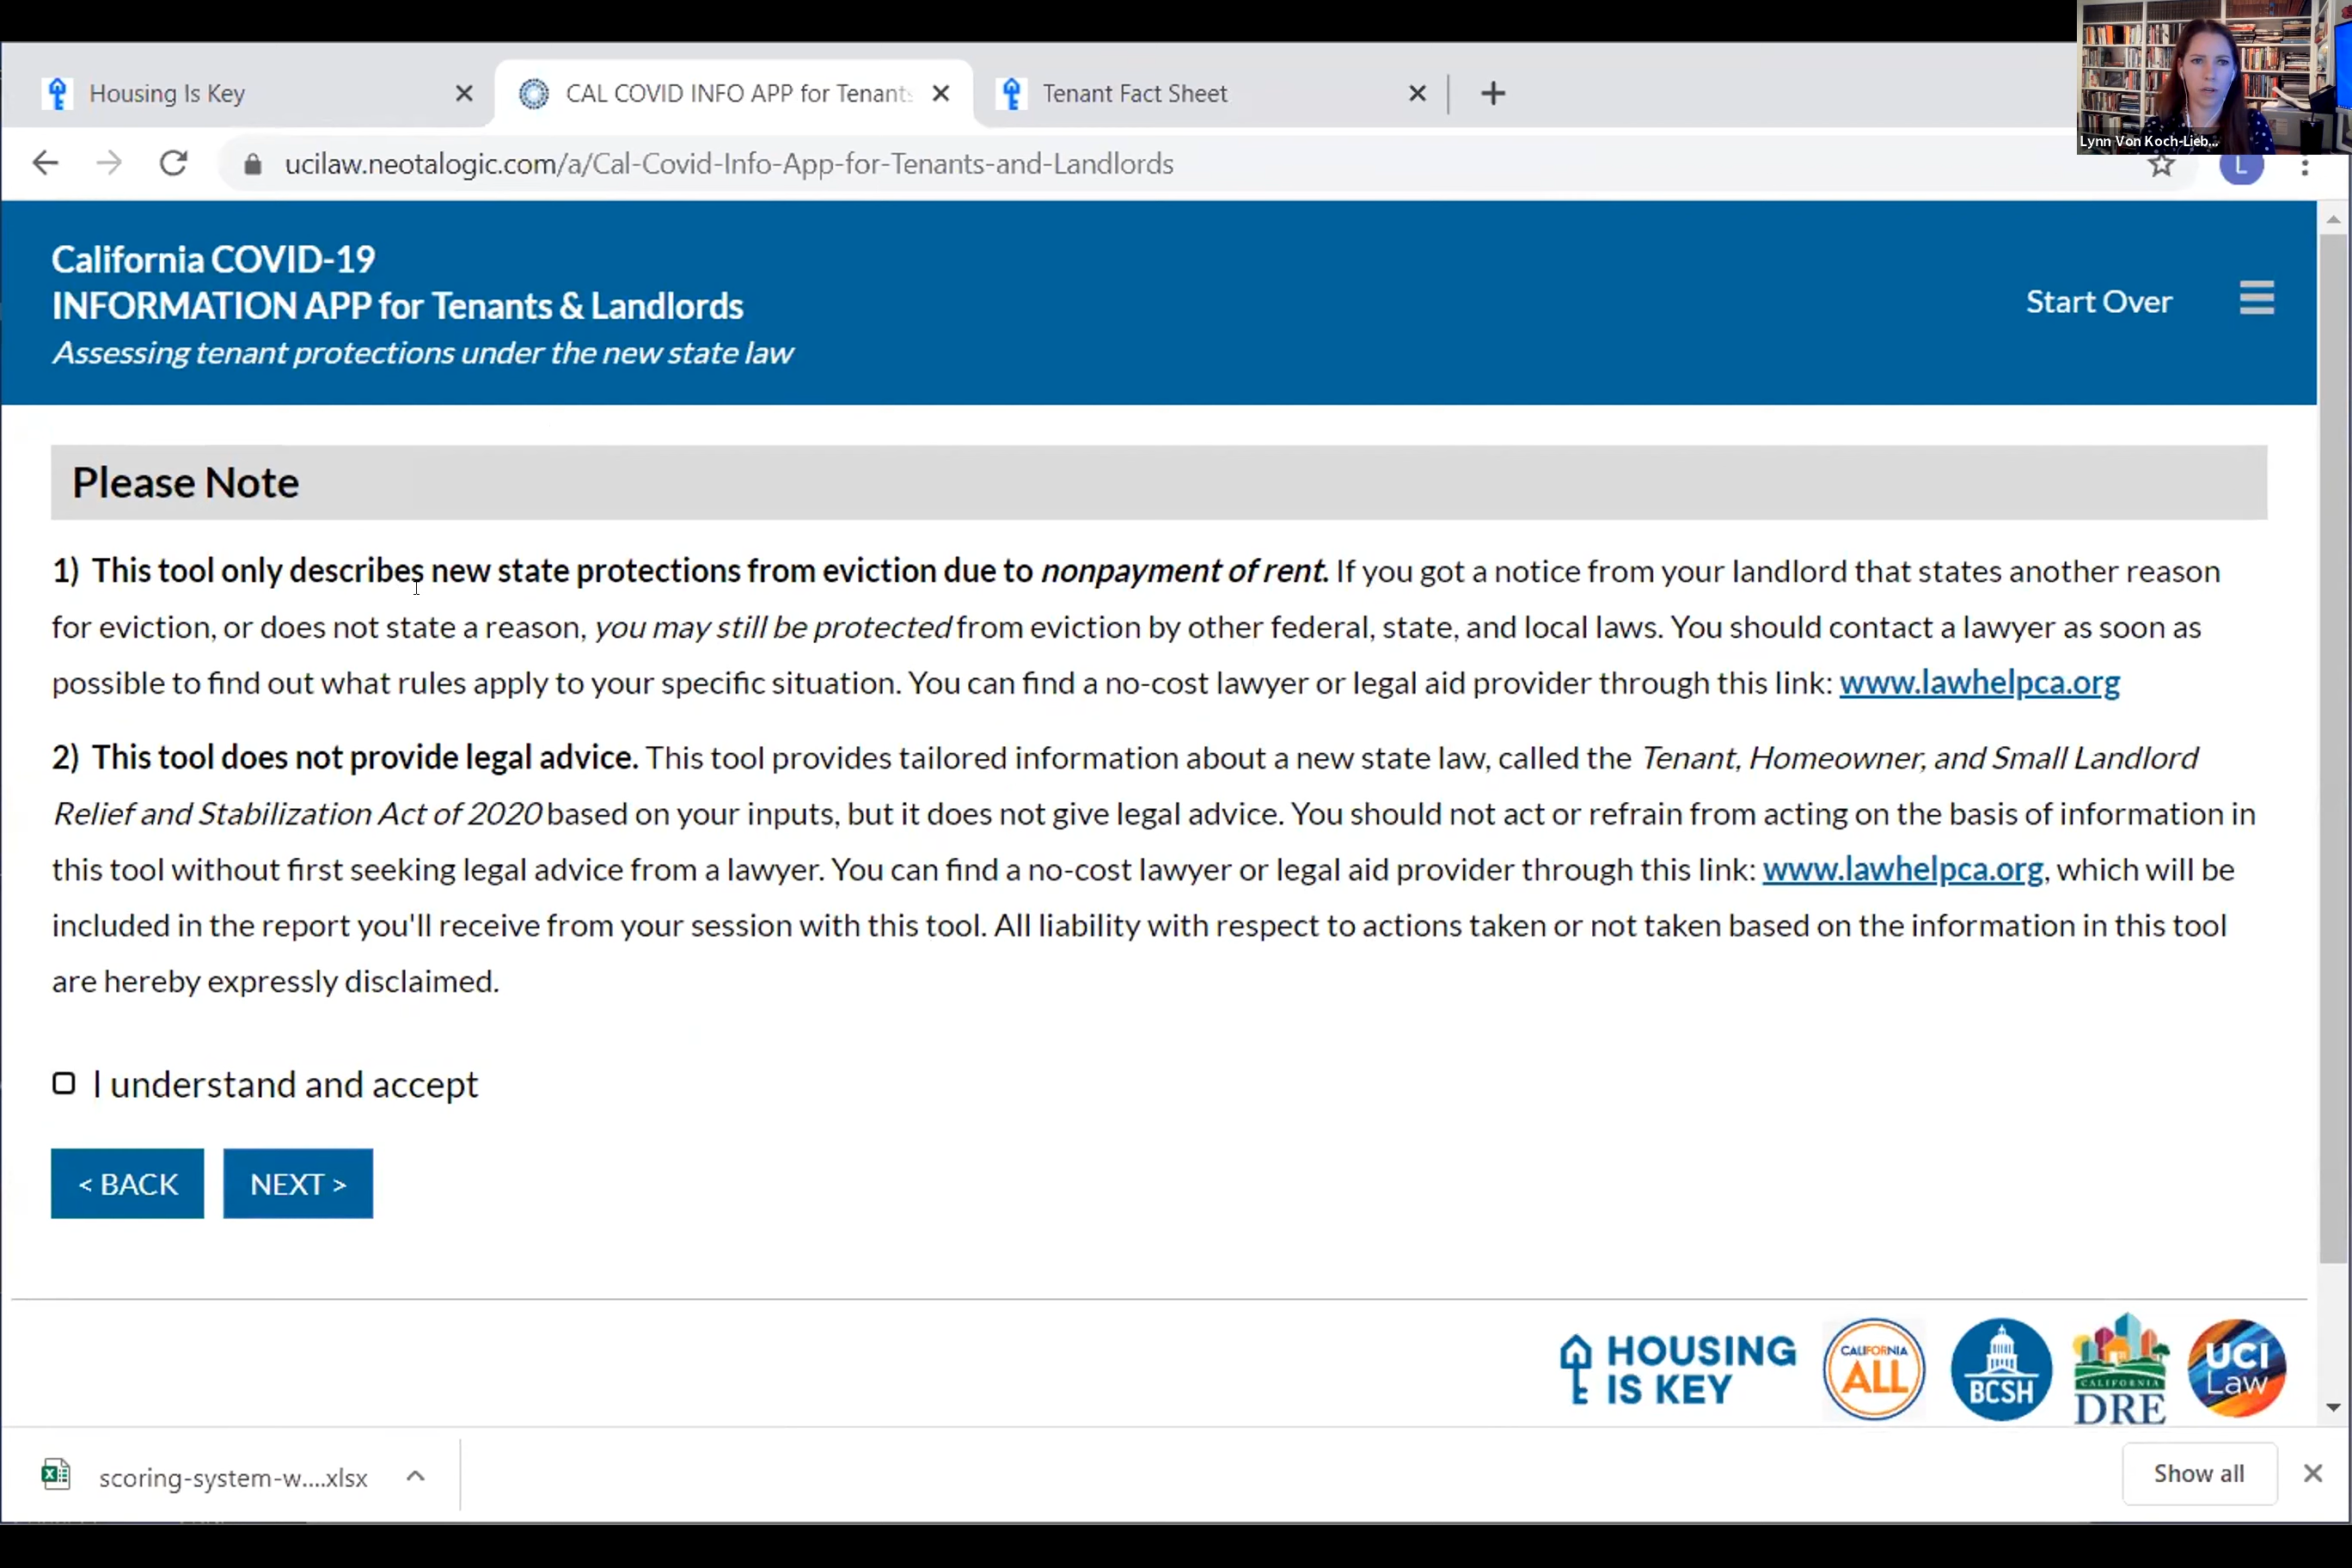 Housing Is Key
CAL COVID INFO APP for Tenants
Tenant Fact Sheet
Lynn Von Koch-Lieb...
ucilaw.neotalogic.com/a/Cal-Covid-Info-App-for-Tenants-and-Landlords
L
California COVID-19
INFORMATION APP for Tenants & Landlords
Assessing tenant protections under the new state law
Start Over
Please Note
1) This tool only describes new state protections from eviction due to nonpayment of rent. If you got a notice from your landlord that states another reason
for eviction, or does not state a reason, you may still be protected from eviction by other federal, state, and local laws. You should contact a lawyer as soon as
possible to find out what rules apply to your specific situation. You can find a no-cost lawyer or legal aid provider through this link: www.lawhelpca.org
2) This tool does not provide legal advice. This tool provides tailored information about a new state law, called the Tenant, Homeowner, and Small Landlord
Relief and Stabilization Act of 2020 based on your inputs, but it does not give legal advice. You should not act or refrain from acting on the basis of information in
this tool without first seeking legal advice from a lawyer. You can find a no-cost lawyer or legal aid provider through this link: www.lawhelpca.org, which will be
included in the report you'll receive from your session with this tool. All liability with respect to actions taken or not taken based on the information in this tool
are hereby expressly disclaimed.
I understand and accept
< BACK
NEXT >
HOUSING
IS KEY
CALIFORNIA
ALL
BCSH
CALIFORNIA
DRE
UCI
Law
scoring-system-w....xlsx
Show all